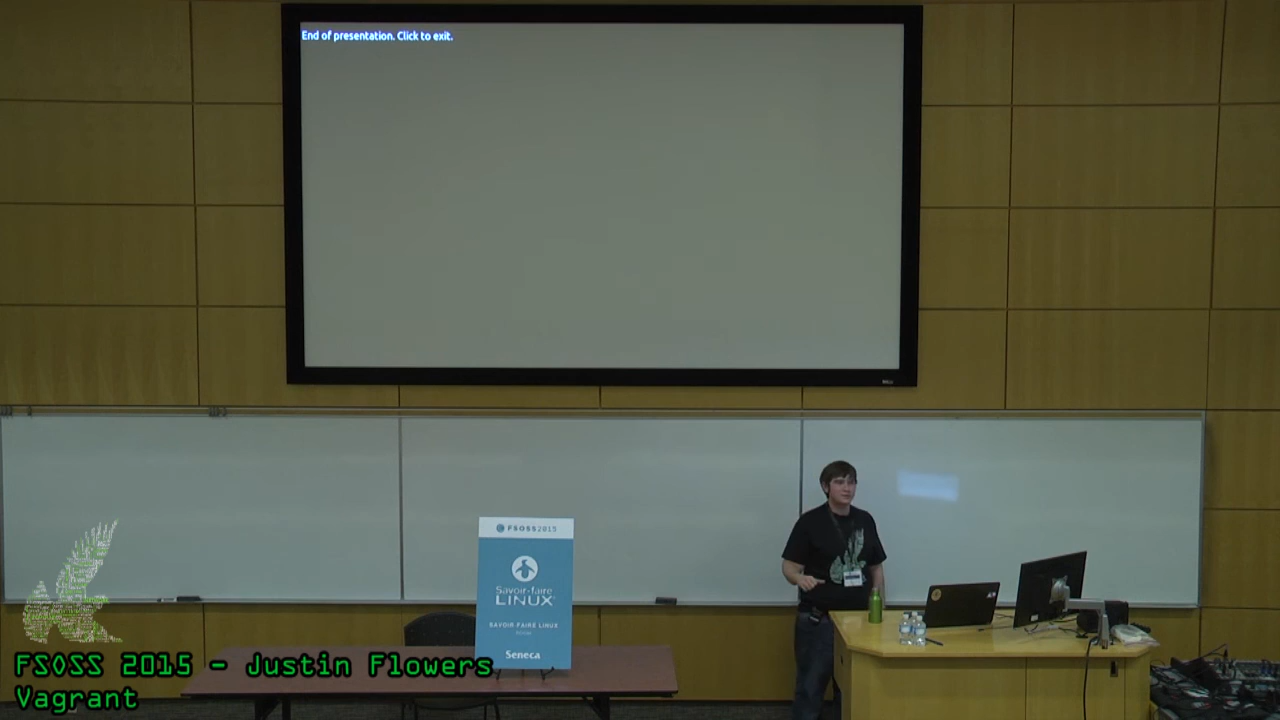 End of presentation. Click to exit.
FSOSS2015
Savoir-faire
LINUX
SAVOIR FAIRE LINUX
ROOM
Seneca
FSOSS 2015 - Justin Flowers
Vagrant